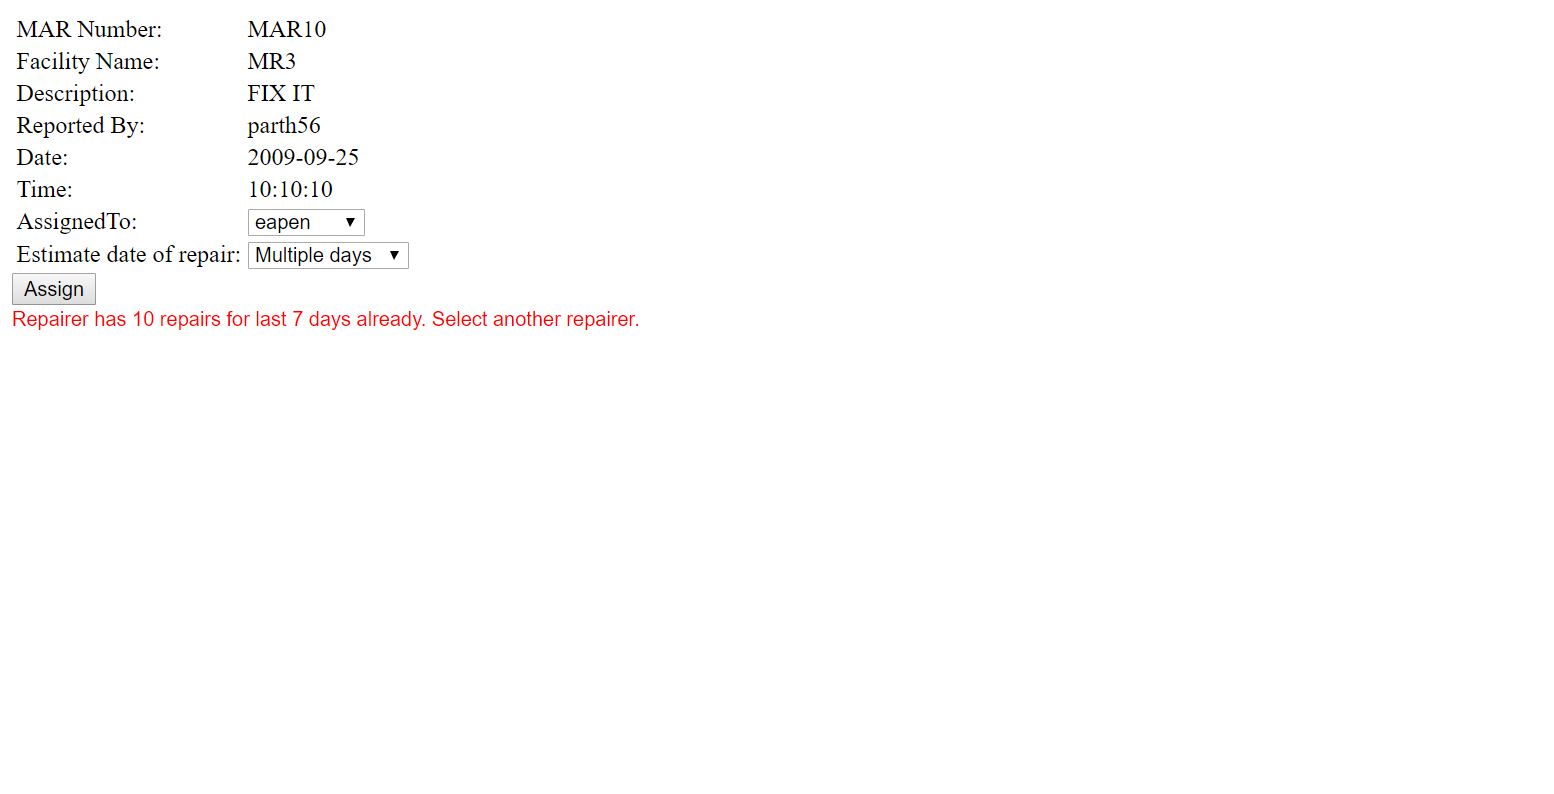 MAR Number: MAR10
Facility Name: MR3
Description: FIX IT
Reported By: parth56
Date: 2009-09-25
Time: 10:10:10
AssignedTo: eapen
Estimate date of repair: Multiple days
Assign
Repairer has 10 repairs for last 7 days already. Select another repairer.